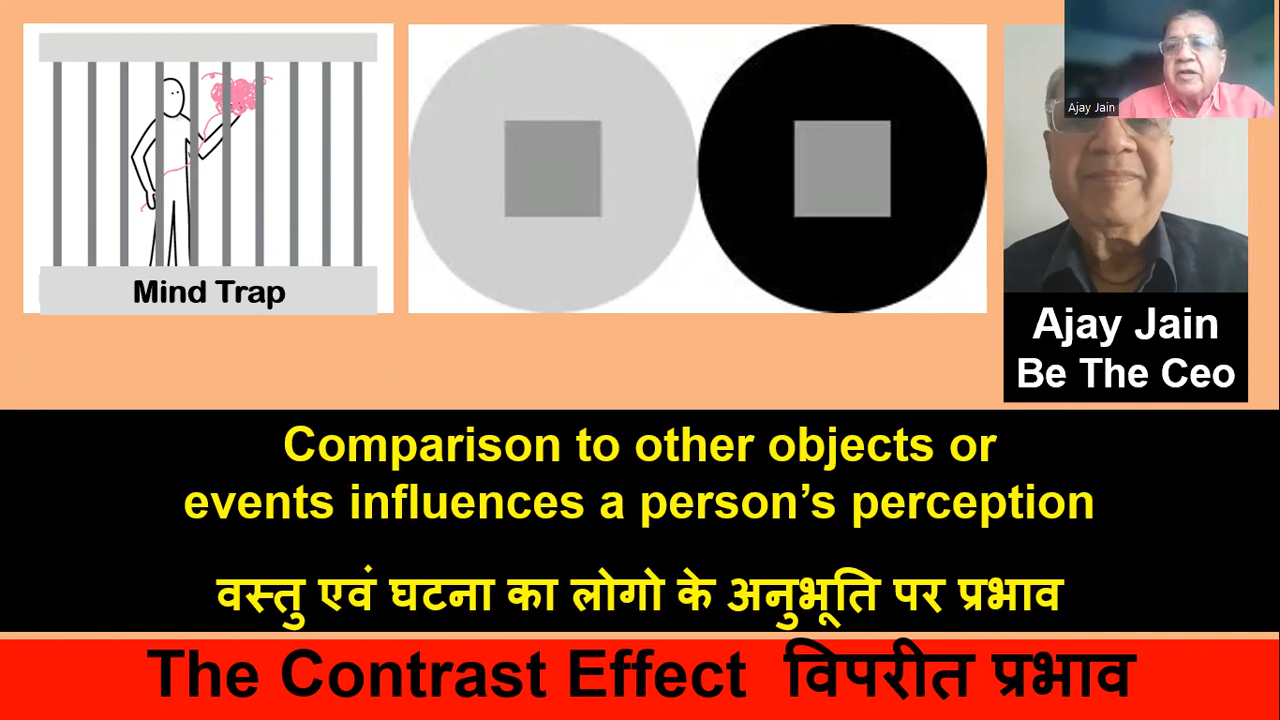 Mind Trap
Ajay Jain
Ajay Jain
Be The Ceo
Comparison to other objects or
events influences a person’s perception
वस्तु एवं घटना का लोगो के अनुभूति पर प्रभाव
The Contrast Effect विपरीत प्रभाव